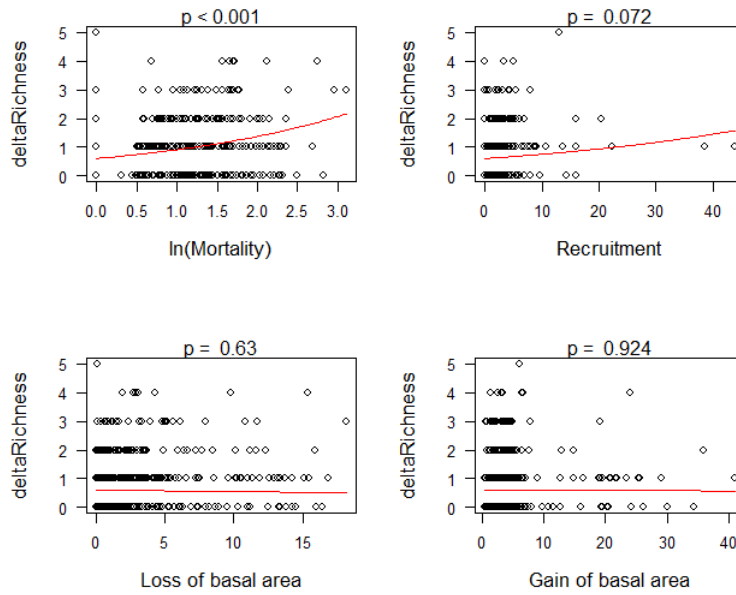 p < 0.001
deltaRichness
5
4
3
2
1
0
0.0 0.5 1.0 1.5 2.0 2.5 3.0
ln(Mortality)
p = 0.072
deltaRichness
5
4
3
2
1
0
0 10 20 30 40
Recruitment
p = 0.63
deltaRichness
5
4
3
2
1
0
0 5 10 15
Loss of basal area
p = 0.924
deltaRichness
5
4
3
2
1
0
0 10 20 30 40
Gain of basal area